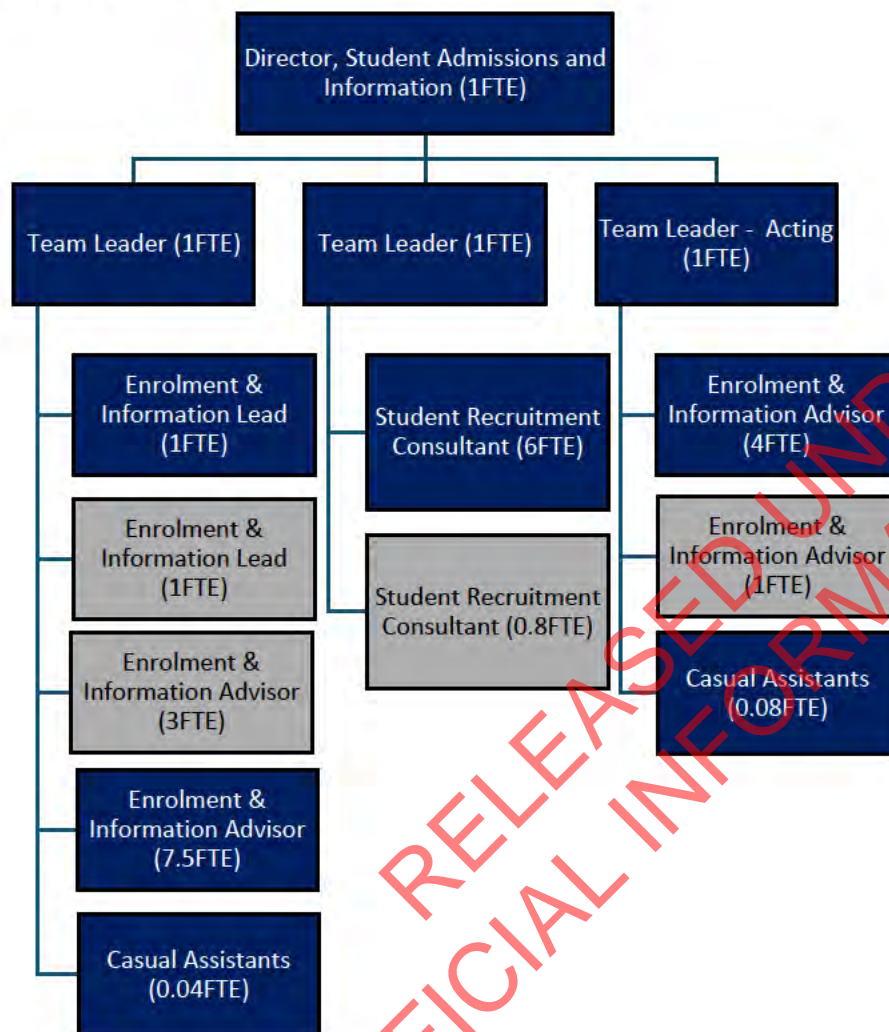 Director, Student Admissions and
Information (1FTE)
Team Leader (1FTE)
Team Leader (1FTE)
Team Leader - Acting
(1FTE)
Enrolment &
Information Lead
(1FTE)
Enrolment &
Information Lead
(1FTE)
Enrolment &
Information Advisor
(3FTE)
Enrolment &
Information Advisor
(7.5FTE)
Casual Assistants
(0.04FTE)
Student Recruitment
Consultant (6FTE)
Student Recruitment
Consultant (0.8FTE)
Enrolment &
Information Advisor
(4FTE)
Enrolment &
Information Advisor
(1FTE)
Casual Assistants
(0.08FTE)
RELEASED